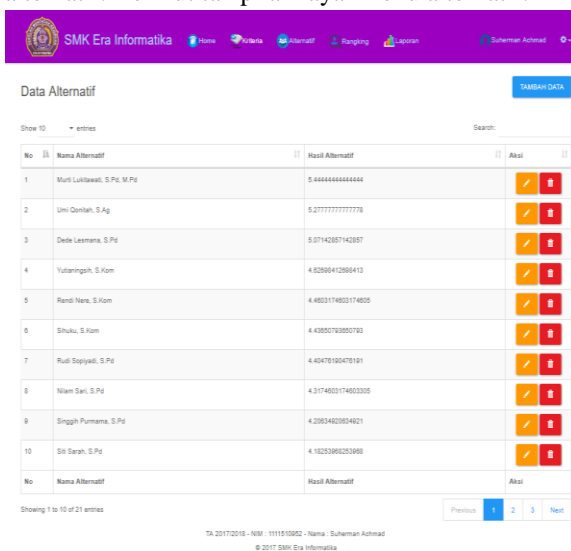 SMK Era Informatika Home Kriteria Alternatif Rangking Laporan Suherman Achmad
Data Alternatif TAMBAH DATA
Show 10 entries Search:
No Nama Alternatif Hasil Alternatif Aksi
1 Murti Lukitawati, S.Pd, M.Pd 5.44444444444444
2 Umi Qonitah, S.Ag 5.27777777777778
3 Dede Lesmana, S.Pd 5.07142857142857
4 Yutianingsih, S.Kom 4.62698412698413
5 Rendi Nere, S.Kom 4.4603174603174605
6 Sihuku, S.Kom 4.43650793650793
7 Rudi Sopiyadi, S.Pd 4.40476190476191
8 Nilam Sari, S.Pd 4.3174603174603305
9 Singgih Purmama, S.Pd 4.20634920634921
10 Siti Sarah, S.Pd 4.18253968253968
No Nama Alternatif Hasil Alternatif Aksi
Showing 1 to 10 of 21 entries Previous 1 2 3 Next
TA 2017/2018 - NIM : 1111510952 - Nama : Suherman Achmad
© 2017 SMK Era Informatika